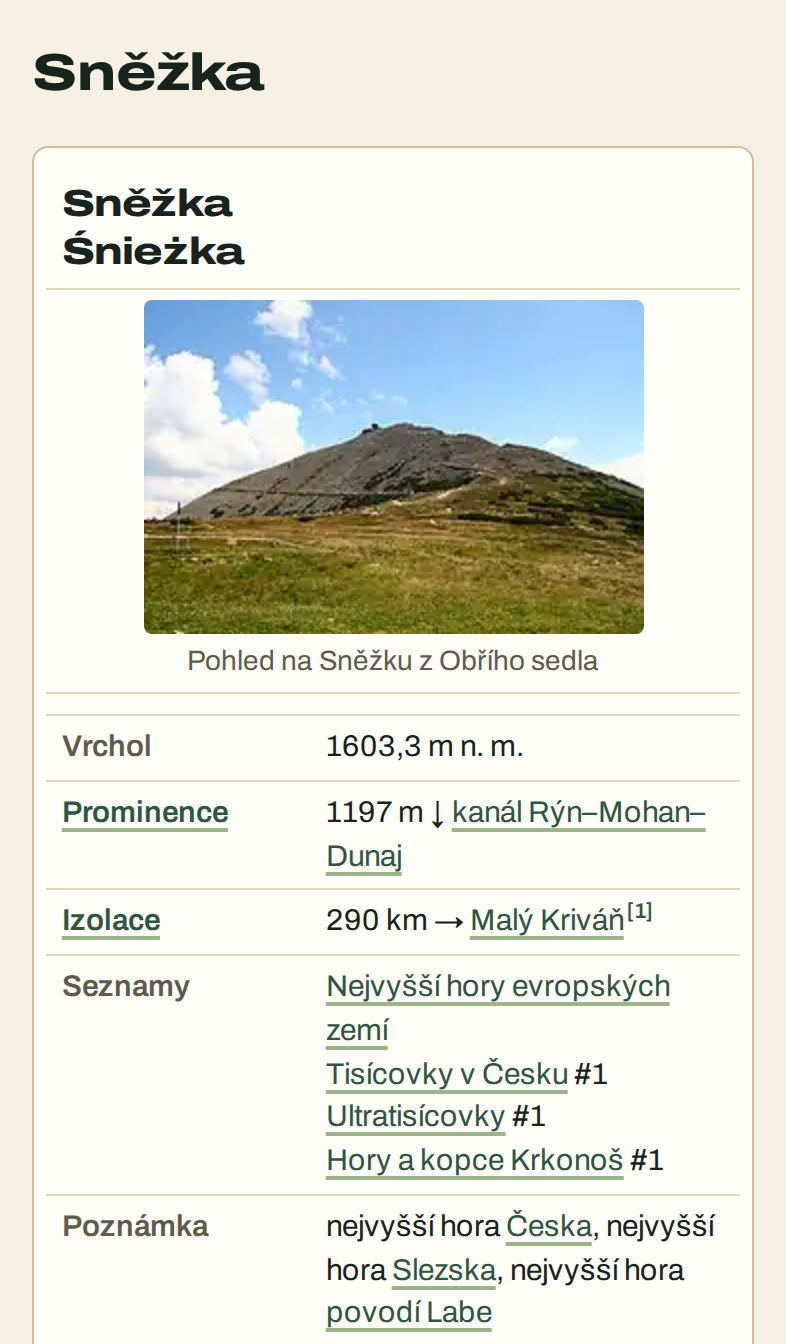 Sněžka
Sněžka
Śnieżka
Pohled na Sněžku z Obřího sedla
Vrchol 1603,3 m n. m.
Prominence 1197 m ↓ kanál Rýn–Mohan–
Dunaj
Izolace 290 km → Malý Kriváň[1]
Seznamy Nejvyšší hory evropských
zemí
Tisícovky v Česku #1
Ultratisícovky #1
Hory a kopce Krkonoš #1
Poznámka nejvyšší hora Česka, nejvyšší
hora Slezska, nejvyšší hora
povodí Labe